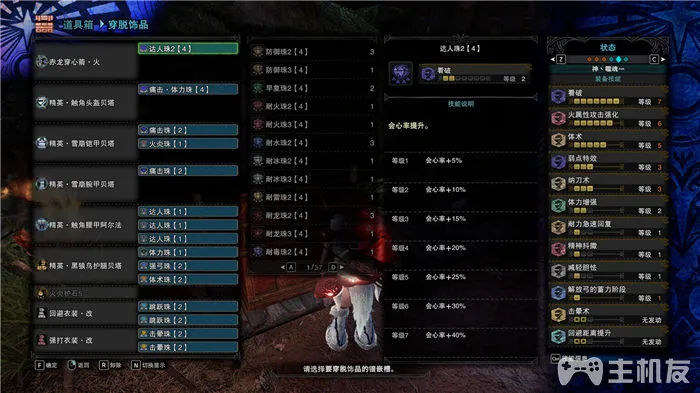 道具箱 穿脱饰品
赤龙穿心箭・火
达人珠2【4】
精英・触角头盔贝塔
痛击・体力珠【4】
精英・雪崩铠甲贝塔
痛击珠【2】
火炎珠【1】
精英・雪崩腕甲贝塔
痛击珠【2】
精英・触角腰甲阿尔法
达人珠【1】
达人珠【1】
达人珠【1】
精英・黑狼鸟护腿贝塔
体力珠【1】
强弓珠【2】
体术珠【2】
火炎护石5
回避衣装・改
跳跃珠【2】
跳跃珠【2】
强打衣装・改
击晕珠【2】
击晕珠【2】
F 确定 返回 R 卸除 N 切换显示
防御珠2【4】 3
防御珠3【4】 1
早复珠2【4】 2
耐火珠2【4】 3
耐火珠3【4】 1
耐水珠2【4】 3
耐冰珠2【4】 1
耐冰珠3【4】 1
耐雷珠2【4】 1
耐龙珠2【4】 3
耐龙珠3【4】 1
耐毒珠2【4】 1
A 1/37 D
达人珠2【4】
看破
等级 2
技能说明
会心率提升。
等级1 会心率+5%
等级2 会心率+10%
等级3 会心率+15%
等级4 会心率+20%
等级5 会心率+25%
等级6 会心率+30%
等级7 会心率+40%
请选择要穿脱饰品的镶嵌槽。
状态
Z C
装备技能
看破
等级 7
火属性攻击强化
等级 6
体术
等级 5
弱点特效
等级 3
纳刀术
等级 3
体力增强
等级 2
耐力急速回复
等级 1
精神抖擞
等级 1
减轻胆怯
等级 1
解放弓的蓄力阶段
等级 1
击晕术
无发动
回避距离提升
无发动
技能信息
主机友